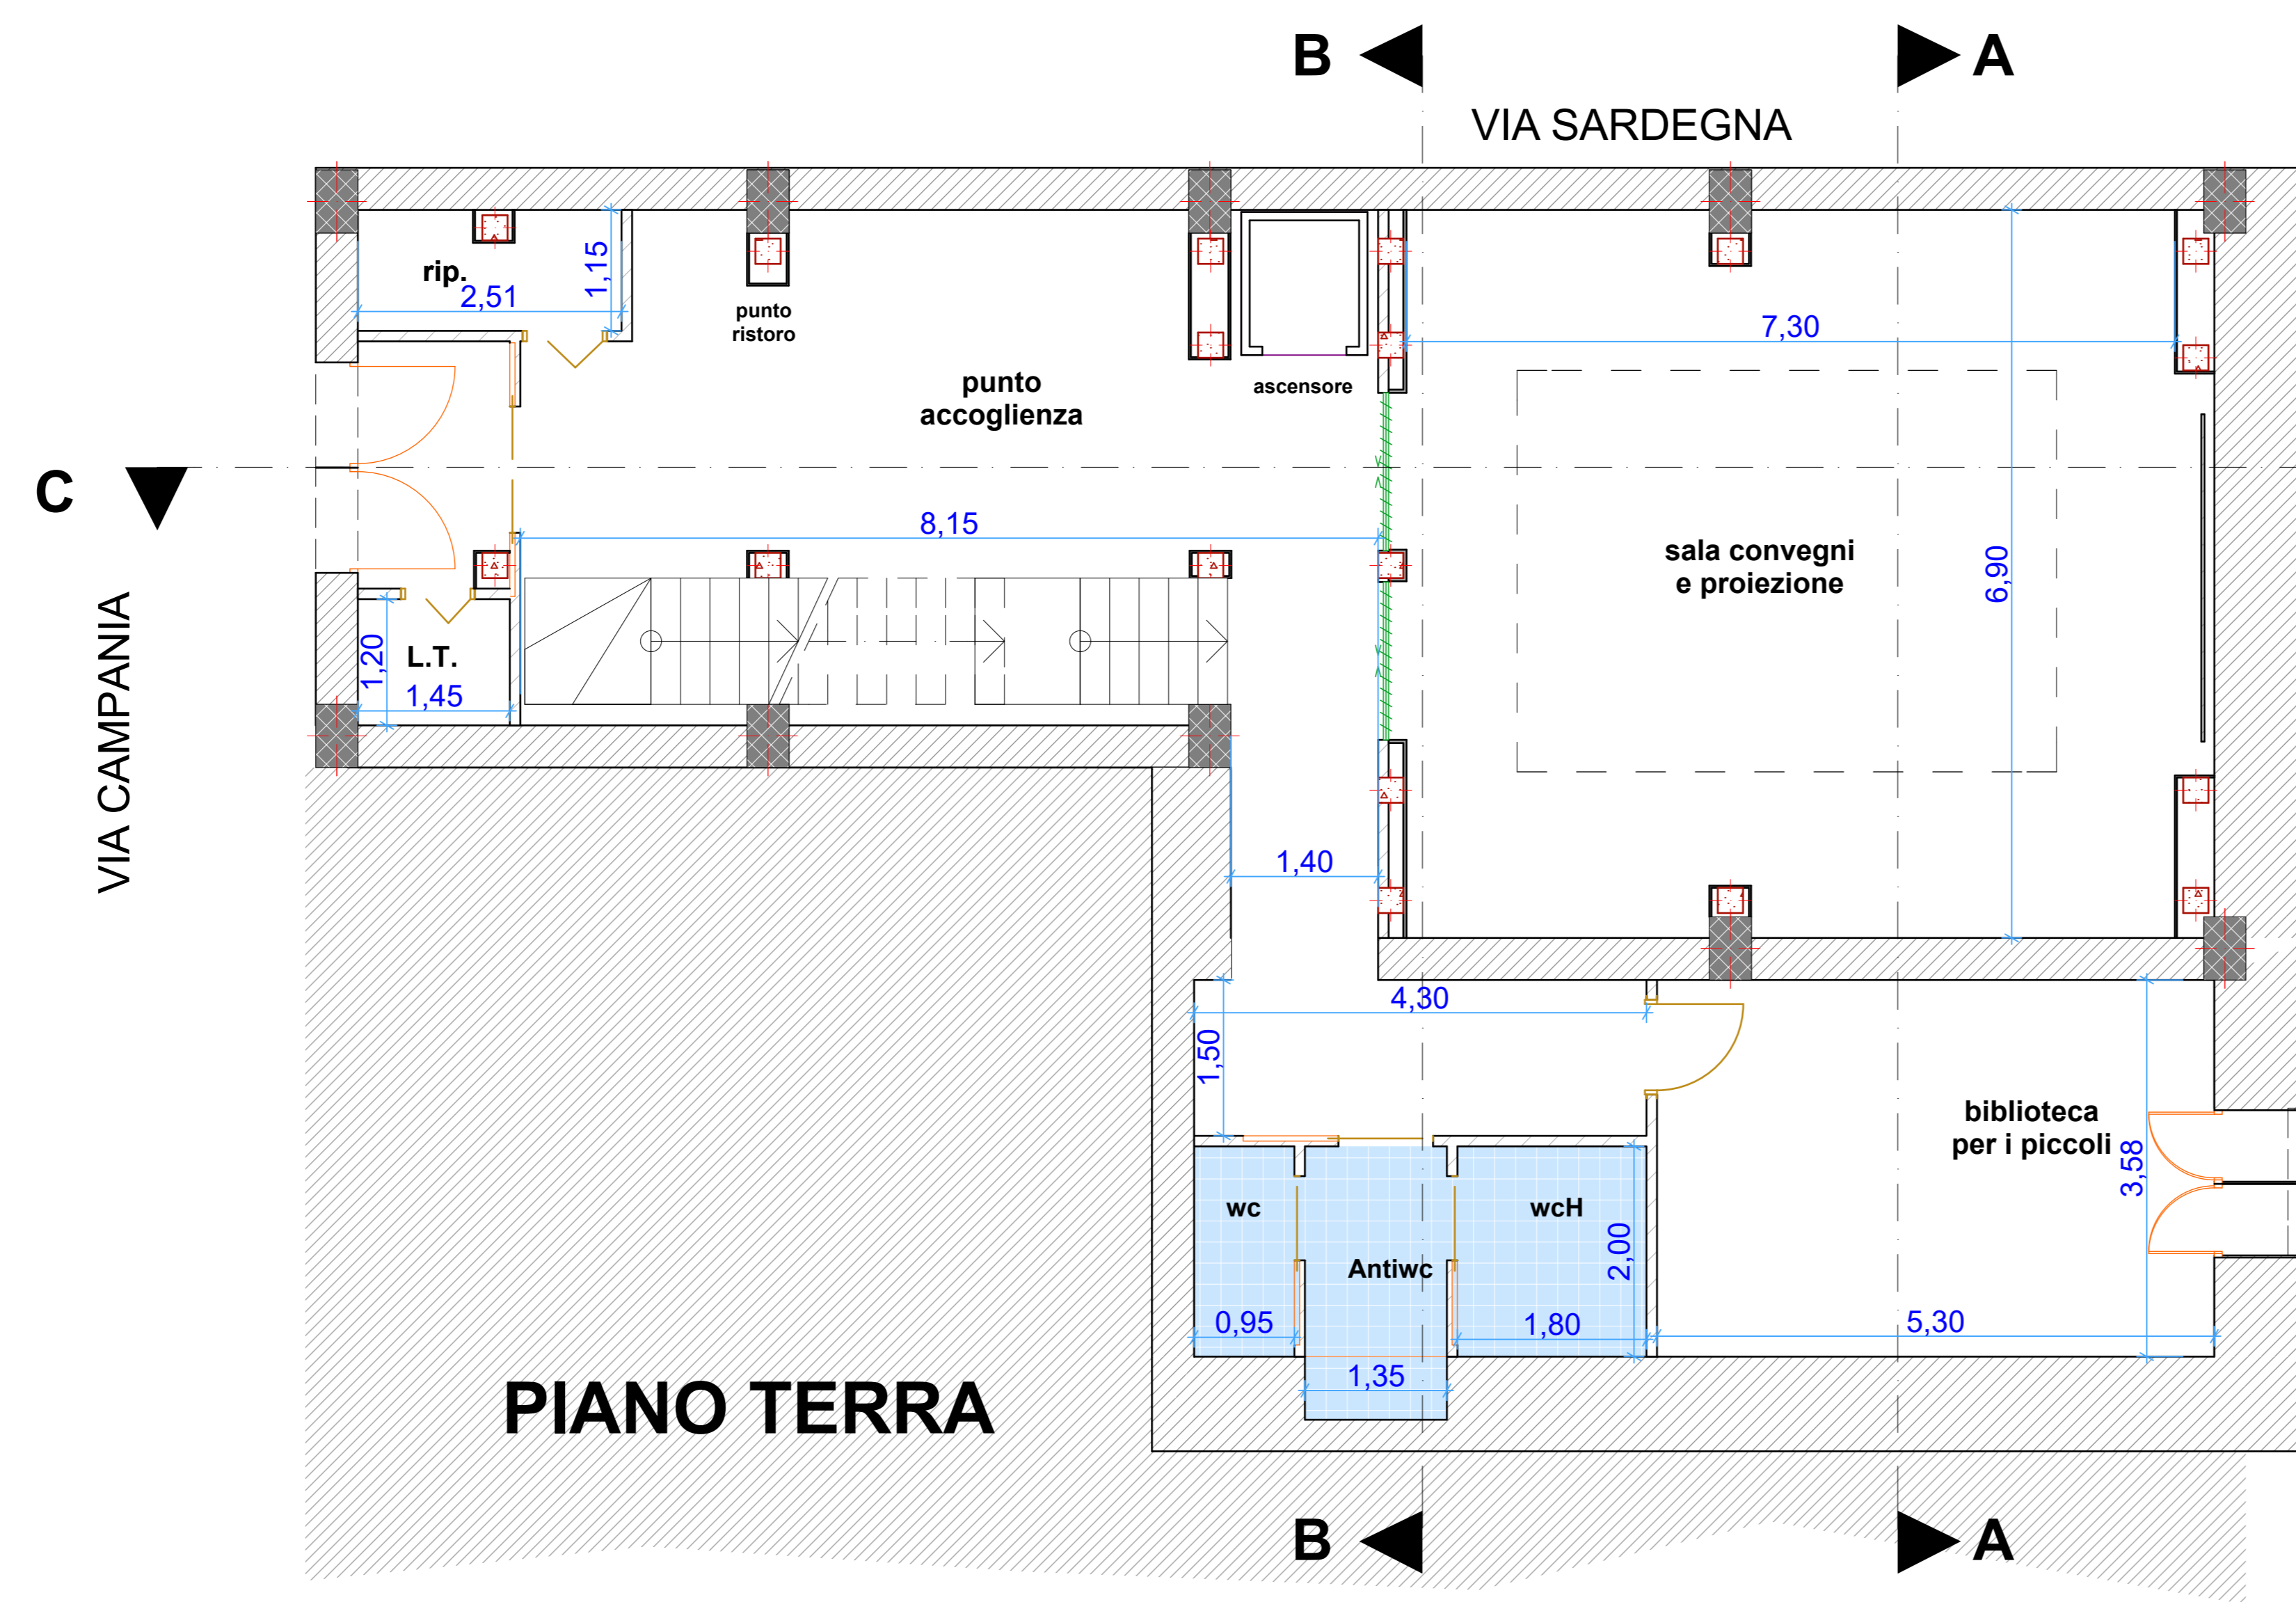 B
A
VIA SARDEGNA
rip.
2,51
1,15
punto
ristoro
punto
accoglienza
ascensore
7,30
C
8,15
sala convegni
e proiezione
6,90
VIA CAMPANIA
1,20
L.T.
1,45
1,40
4,30
1,50
biblioteca
per i piccoli
3,58
wc
wcH
Antiwc
2,00
0,95
1,80
5,30
1,35
PIANO TERRA
B
A